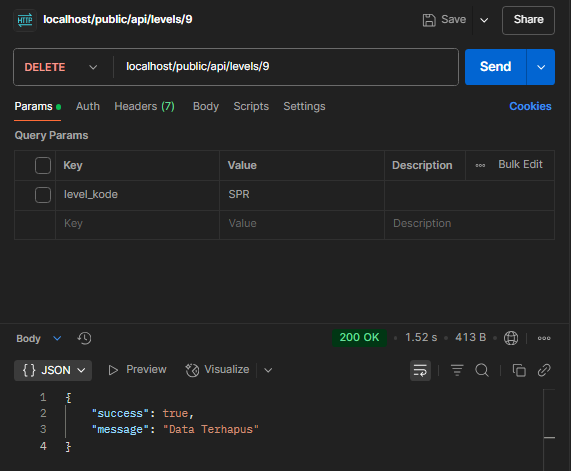 HTTP localhost/public/api/levels/9 Save Share
DELETE localhost/public/api/levels/9 Send
Params Auth Headers (7) Body Scripts Settings Cookies
Query Params
Key Value Description ••• Bulk Edit
level_kode SPR
Key Value Description
Body 200 OK • 1.52 s • 413 B • •••
{} JSON Preview Visualize
1 {
2 "success": true,
3 "message": "Data Terhapus"
4 }